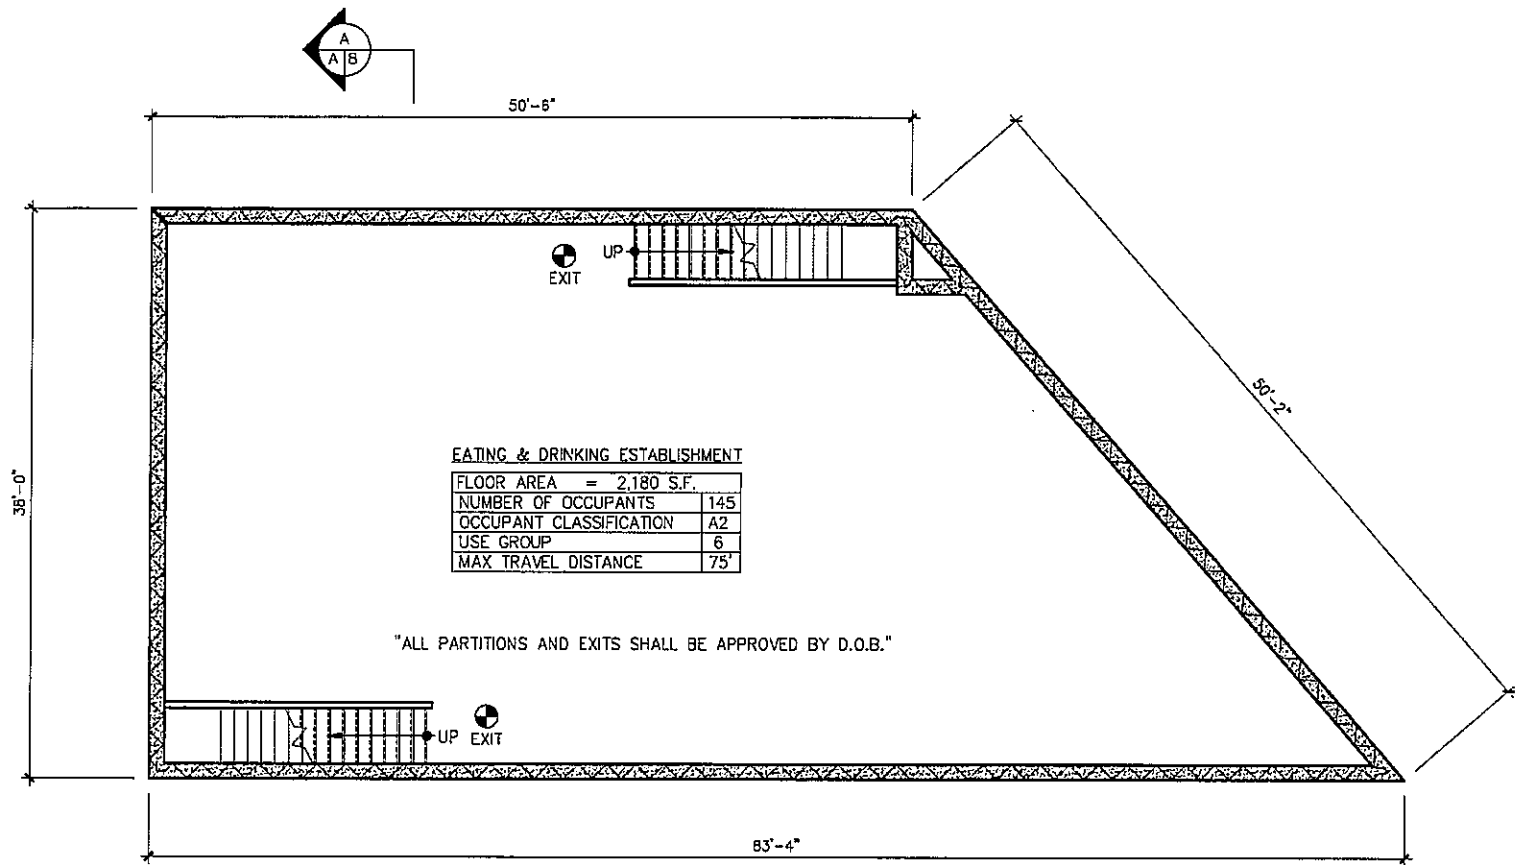 A
A 8
50'-6"
UP
EXIT
50'-2"
38'-0"
EATING & DRINKING ESTABLISHMENT
FLOOR AREA = 2,180 S.F.
NUMBER OF OCCUPANTS 145
OCCUPANT CLASSIFICATION A2
USE GROUP 6
MAX TRAVEL DISTANCE 75'
"ALL PARTITIONS AND EXITS SHALL BE APPROVED BY D.O.B."
UP
EXIT
83'-4"